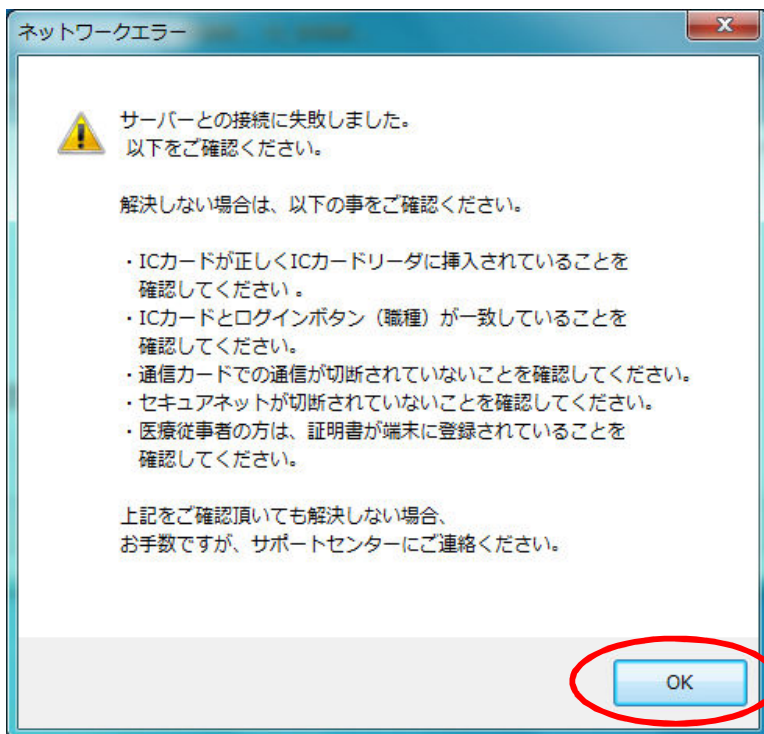 ネットワークエラー
サーバーとの接続に失敗しました。
以下をご確認ください。
解決しない場合は、以下の事をご確認ください。
・ICカードが正しくICカードリーダに挿入されていることを
確認してください 。
・ICカードとログインボタン（職種）が一致していることを
確認してください。
・通信カードでの通信が切断されていないことを確認してください。
・セキュアネットが切断されていないことを確認してください。
・医療従事者の方は、証明書が端末に登録されていることを
確認してください。
上記をご確認頂いても解決しない場合、
お手数ですが、サポートセンターにご連絡ください。
OK